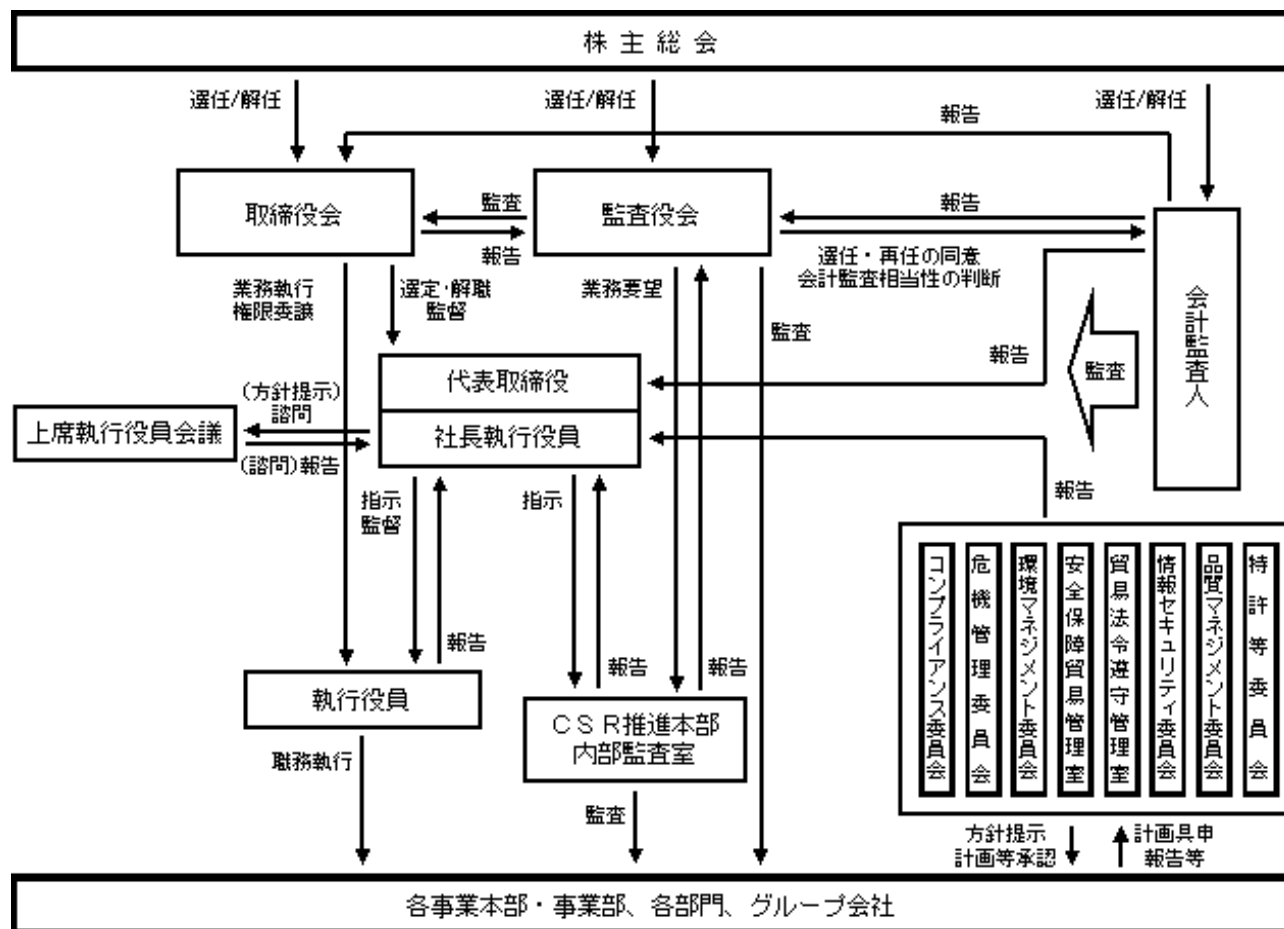 株主総会
選任/解任
選任/解任
選任/解任
報告
取締役会
監査
報告
監査役会
報告
選任・再任の同意
会計監査相当性の判断
会計監査人
業務執行
権限委譲
選定・解職
監督
業務要望
監査
報告
監査
代表取締役
社長執行役員
(方針提示)
諮問
上席執行役員会議
(諮問)報告
指示
監督
指示
報告
報告
報告
報告
執行役員
CSR推進本部
内部監査室
コンプライアンス委員会
危機管理委員会
環境マネジメント委員会
安全保障貿易管理室
貿易法令遵守管理室
情報セキュリティ委員会
品質マネジメント委員会
特許等委員会
職務執行
監査
方針提示
計画等承認
計画具申
報告等
各事業本部・事業部、各部門、グループ会社